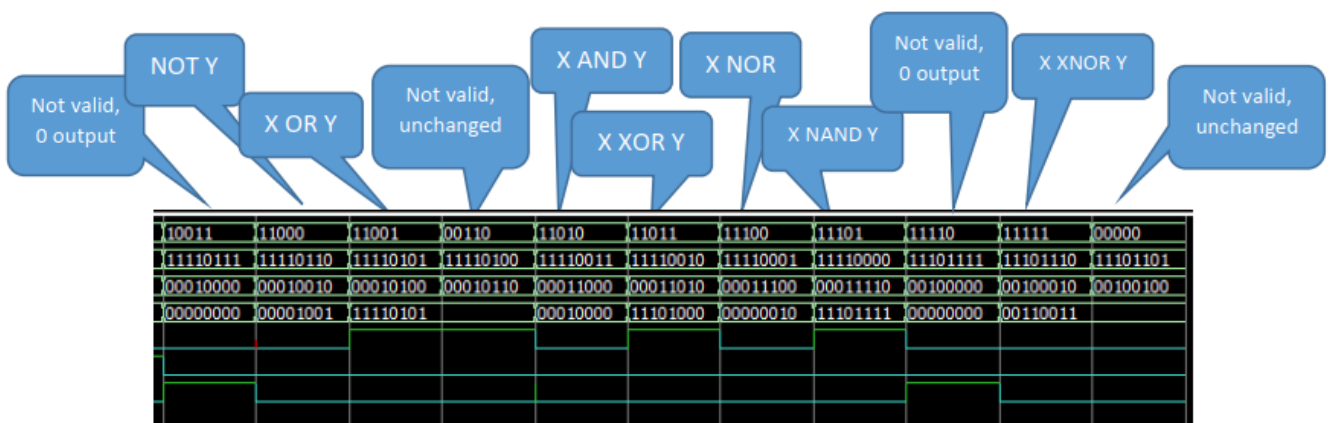 Not valid,
0 output
NOT Y
X OR Y
Not valid,
unchanged
X AND Y
X XOR Y
X NOR
X NAND Y
Not valid,
0 output
X XNOR Y
Not valid,
unchanged
10011 11000 11001 00110 11010 11011 11100 11101 11110 11111 00000
11110111 11110110 11110101 11110100 11110011 11110010 11110001 11110000 11101111 11101110 11101101
00010000 00010010 00010100 00010110 00011000 00011010 00011100 00011110 00100000 00100010 00100100
00000000 00001001 11110101 00010000 11101000 00000010 11101111 00000000 00110011